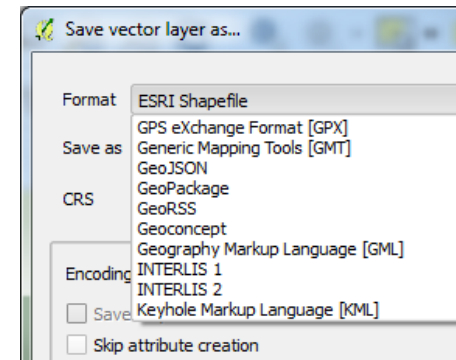 Save vector layer as...
Format ESRI Shapefile
GPS eXchange Format [GPX]
Save as Generic Mapping Tools [GMT]
GeoJSON
GeoPackage
CRS GeoRSS
Geoconcept
Geography Markup Language [GML]
Encoding INTERLIS 1
INTERLIS 2
Save Keyhole Markup Language [KML]
Skip attribute creation